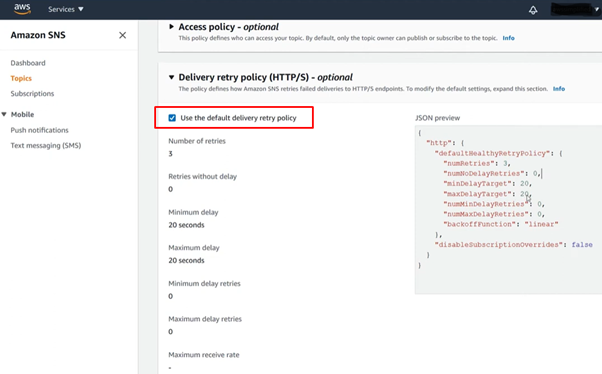 aws
Services
Amazon SNS
Dashboard
Topics
Subscriptions
Mobile
Push notifications
Text messaging (SMS)
Access policy - optional
This policy defines who can access your topic. By default, only the topic owner can publish or subscribe to the topic. Info
Delivery retry policy (HTTP/S) - optional
The policy defines how Amazon SNS retries failed deliveries to HTTP/S endpoints. To modify the default settings, expand this section. Info
Use the default delivery retry policy
Number of retries
3
Retries without delay
0
Minimum delay
20 seconds
Maximum delay
20 seconds
Minimum delay retries
0
Maximum delay retries
0
Maximum receive rate
-
JSON preview
{
"http": {
"defaultHealthyRetryPolicy": {
"numRetries": 3,
"numNoDelayRetries": 0,
"minDelayTarget": 20,
"maxDelayTarget": 20,
"numMinDelayRetries": 0,
"numMaxDelayRetries": 0,
"backoffFunction": "linear"
},
"disableSubscriptionOverrides": false
}
}